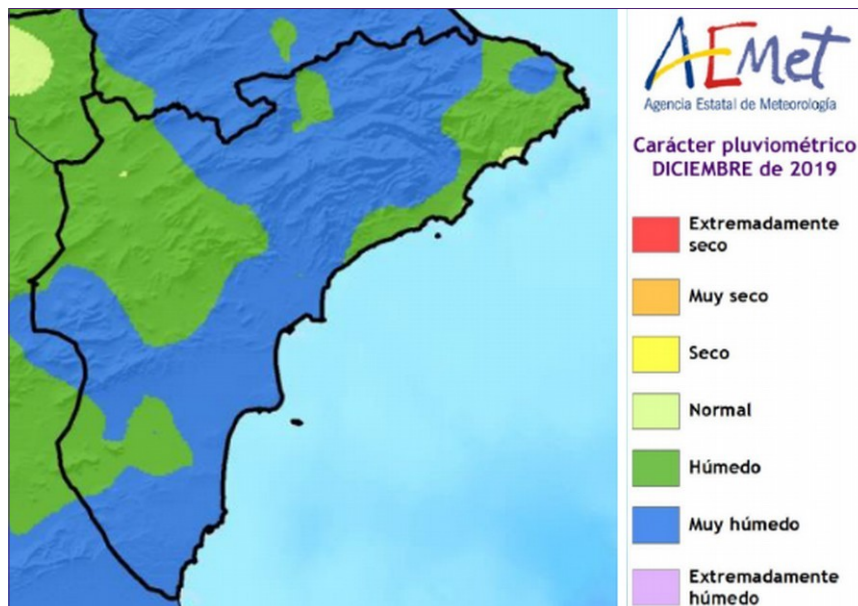 AEMet
Agencia Estatal de Meteorología
Carácter pluviométrico
DICIEMBRE de 2019
Extremadamente
seco
Muy seco
Seco
Normal
Húmedo
Muy húmedo
Extremadamente
húmedo